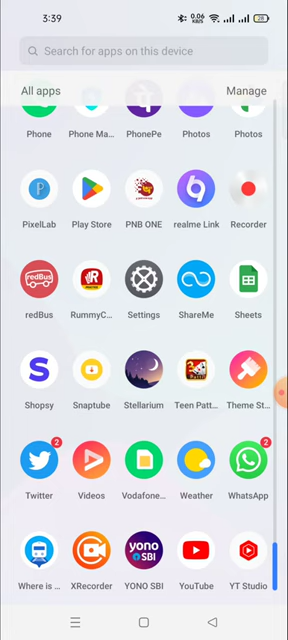 3:39
0.06
KB/S
28
Search for apps on this device
All apps
Manage
Phone Phone Ma... PhonePe Photos Photos
PixelLab Play Store PNB ONE realme Link Recorder
redBus RummyC... Settings ShareMe Sheets
Shopsy Snaptube Stellarium Teen Patt... Theme St...
2 2
Twitter Videos Vodafone... Weather WhatsApp
yono
SBI
Where is ... XRecorder YONO SBI YouTube YT Studio